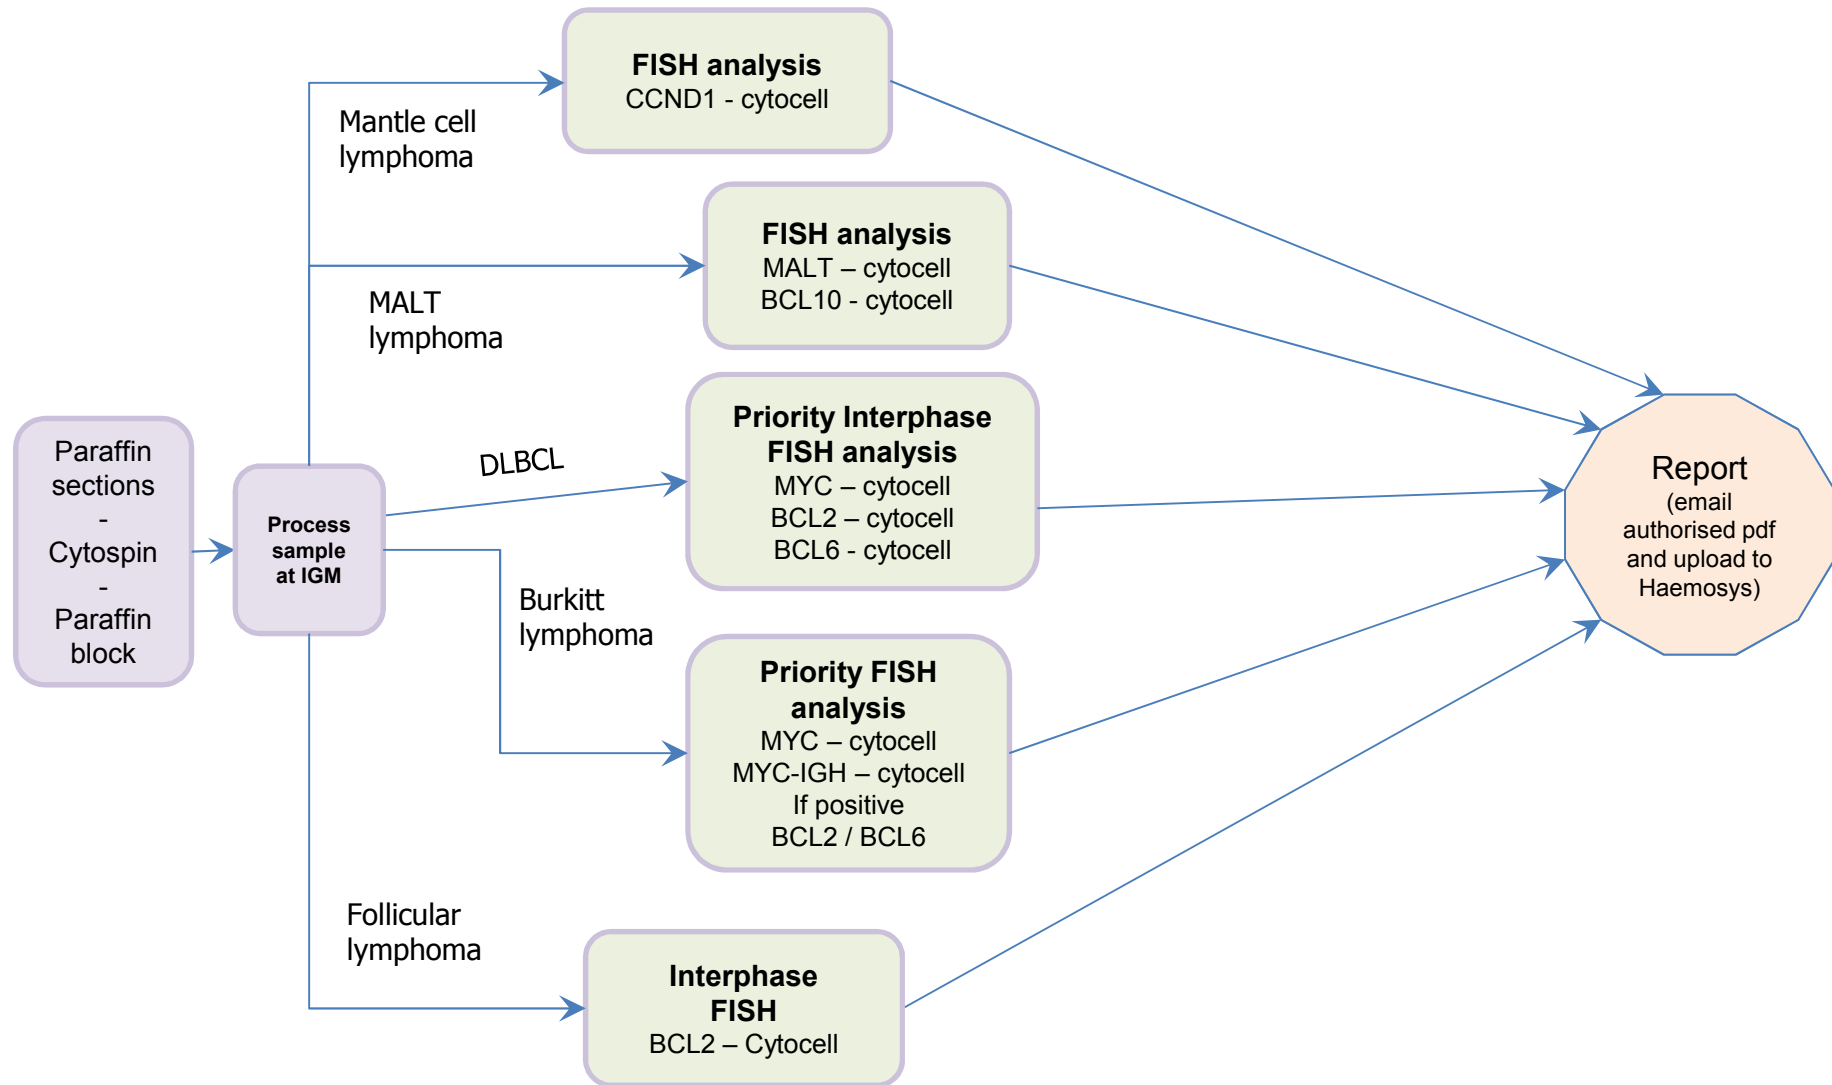 Paraffin
sections
-
Cytospin
-
Paraffin
block
Process
sample
at IGM
Mantle cell
lymphoma
FISH analysis
CCND1 - cytocell
MALT
lymphoma
FISH analysis
MALT – cytocell
BCL10 - cytocell
DLBCL
Priority Interphase
FISH analysis
MYC – cytocell
BCL2 – cytocell
BCL6 - cytocell
Burkitt
lymphoma
Priority FISH
analysis
MYC – cytocell
MYC-IGH – cytocell
If positive
BCL2 / BCL6
Follicular
lymphoma
Interphase
FISH
BCL2 – Cytocell
Report
(email
authorised pdf
and upload to
Haemosys)